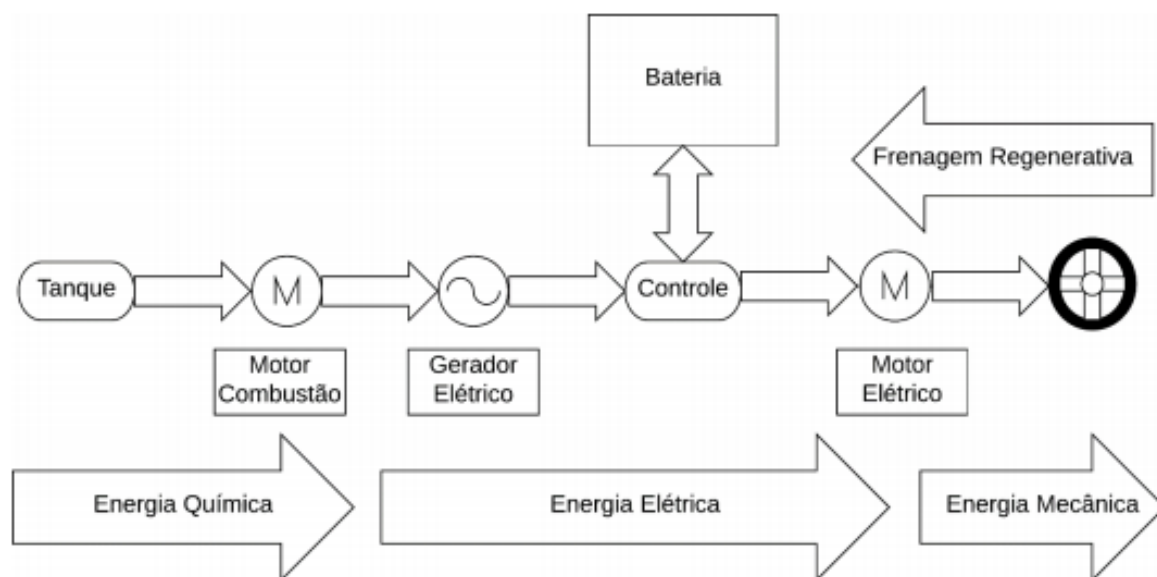 Bateria
Frenagem Regenerativa
Tanque
M
Controle
M
Motor
Combustão
Gerador
Elétrico
Motor
Elétrico
Energia Química
Energia Elétrica
Energia Mecânica